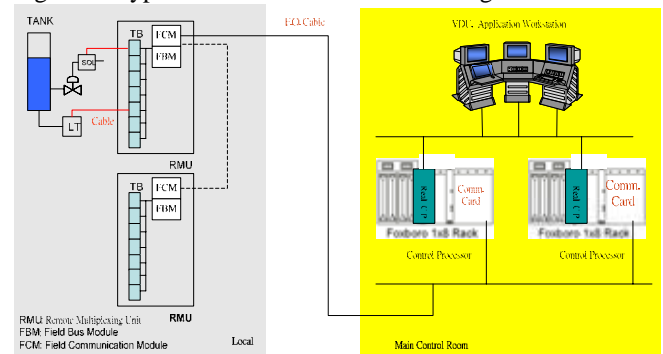 TANK
TB
FCM
FBM
SOL
LT
Cable
RMU
TB
FCM
FBM
RMU
RMU: Remote Multiplexing Unit
FBM: Field Bus Module
FCM: Field Communication Module
Local
F.O. Cable
VDU, Application Workstation
Real C P
Comm.
Card
Foxboro 1x8 Rack
Control Processor
Real C P
Comm.
Card
Foxboro 1x8 Rack
Control Processor
Main Control Room